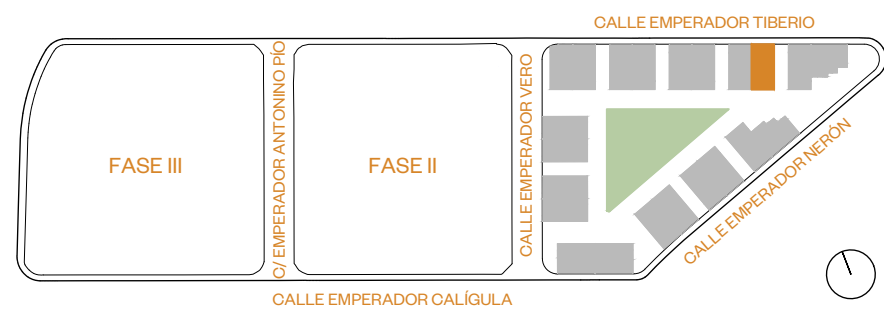 CALLE EMPERADOR TIBERIO
C/ EMPERADOR ANTONINO PÍO
CALLE EMPERADOR VERO
FASE III
FASE II
CALLE EMPERADOR NERÓN
CALLE EMPERADOR CALÍGULA